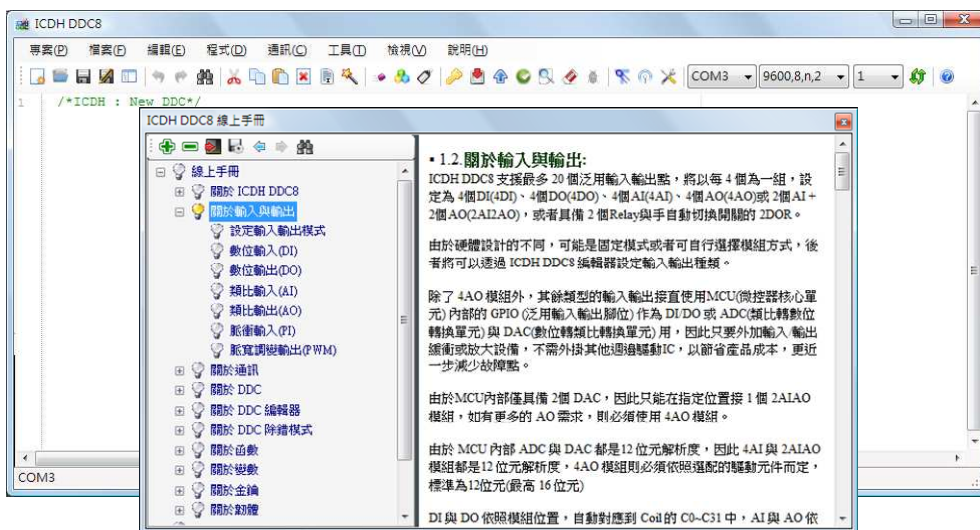 ICDH DDC8
專案(P) 檔案(F) 編輯(E) 程式(D) 通訊(C) 工具(T) 檢視(V) 說明(H)
COM3 9600,8,n,2 1
1 /*ICDH : New DDC*/
ICDH DDC8 線上手冊
線上手冊
關於 ICDH DDC8
關於輸入與輸出
設定輸入輸出模式
數位輸入(DI)
數位輸出(DO)
類比輸入(AI)
類比輸出(AO)
脈衝輸入(PI)
脈寬調變輸出(PWM)
關於通訊
關於 DDC
關於 DDC 編輯器
關於 DDC 除錯模式
關於函數
關於變數
關於金鑰
關於韌體
▪ 1.2.關於輸入與輸出:
ICDH DDC8 支援最多 20 個泛用輸入輸出點，將以每 4 個為一組，設
定為 4個DI(4DI)、4個DO(4DO)、4個AI(4AI)、4個AO(4AO)或 2個AI +
2個AO(2AI2AO)，或者具備 2 個Relay與手自動切換開關的 2DOR。
由於硬體設計的不同，可能是固定模式或者可自行選擇模組方式，後
者將可以透過 ICDH DDC8 編輯器設定輸入輸出種類。
除了 4AO 模組外，其餘類型的輸入輸出接直使用MCU(微控器核心單
元) 內部的 GPIO (泛用輸入輸出腳位) 作為 DI/DO 或 ADC(類比轉數位
轉換單元) 與 DAC(數位轉類比轉換單元) 用，因此只要外加輸入/輸出
緩衝或放大設備，不需外掛其他週邊驅動IC，以節省產品成本，更近
一步減少故障點。
由於MCU內部僅具備 2個 DAC，因此只能在指定位置接 1 個 2AIAO
模組，如有更多的 AO 需求，則必須使用 4AO 模組。
由於 MCU 內部 ADC 與 DAC 都是12 位元解析度，因此 4AI 與 2AIAO
模組都是12 位元解析度，4AO 模組則必須依照選配的驅動元件而定，
標準為12位元(最高 16 位元)
DI 與 DO 依照模組位置，自動對應到 Coil 的 C0~C31 中，AI 與 AO 依
COM3